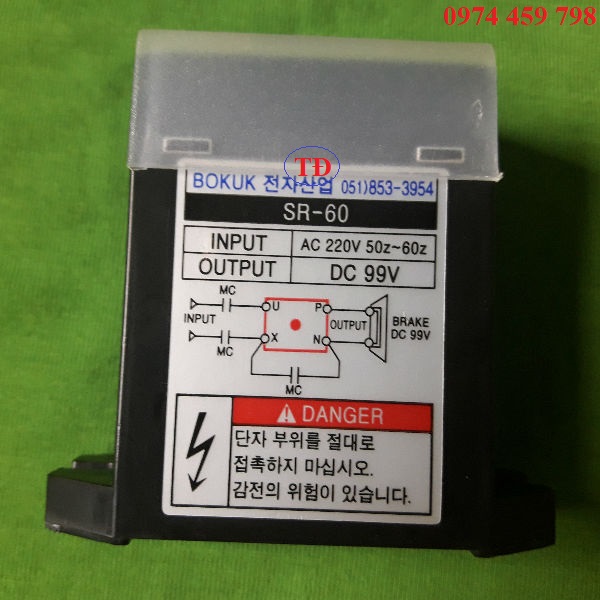 0974 459 798
TĐ
BOKUK 전자산업 051)853-3954
SR-60
INPUT AC 220V 50z~60z
OUTPUT DC 99V
MC
U P
INPUT OUTPUT BRAKE
DC 99V
X N
MC
MC
DANGER
단자 부위를 절대로
접촉하지 마십시오.
감전의 위험이 있습니다.